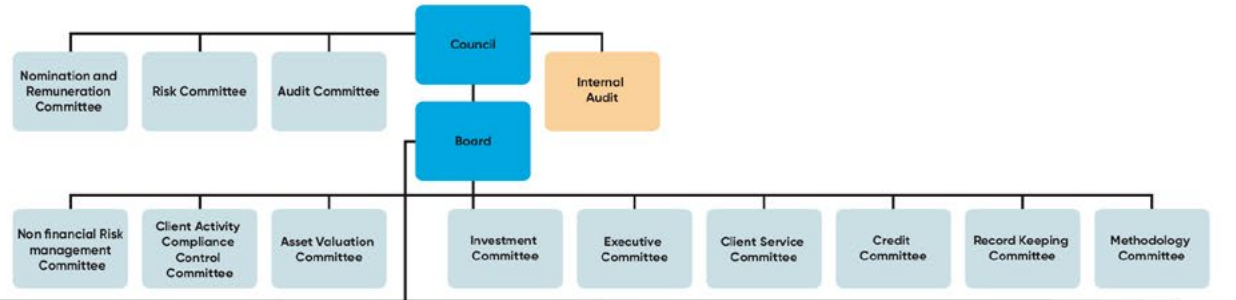 Council
Nomination and
Remuneration
Committee
Risk Committee
Audit Committee
Internal
Audit
Board
Non financial Risk
management
Committee
Client Activity
Compliance
Control
Committee
Asset Valuation
Committee
Investment
Committee
Executive
Committee
Client Service
Committee
Credit
Committee
Record Keeping
Committee
Methodology
Committee